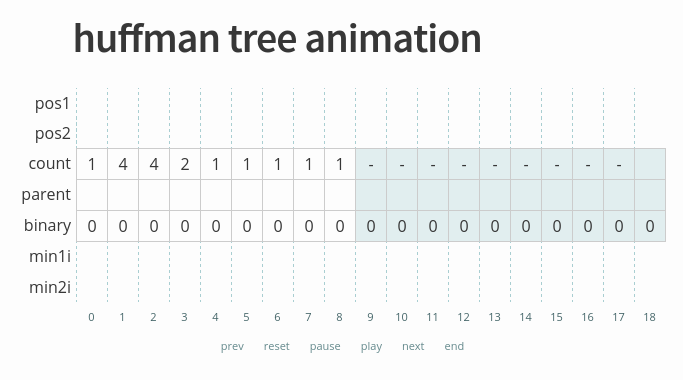 huffman tree animation
pos1
pos2
count 1 4 4 2 1 1 1 1 1 - - - - - - - - -
parent
binary 0 0 0 0 0 0 0 0 0 0 0 0 0 0 0 0 0 0 0
min1i
min2i
0 1 2 3 4 5 6 7 8 9 10 11 12 13 14 15 16 17 18
prev reset pause play next end